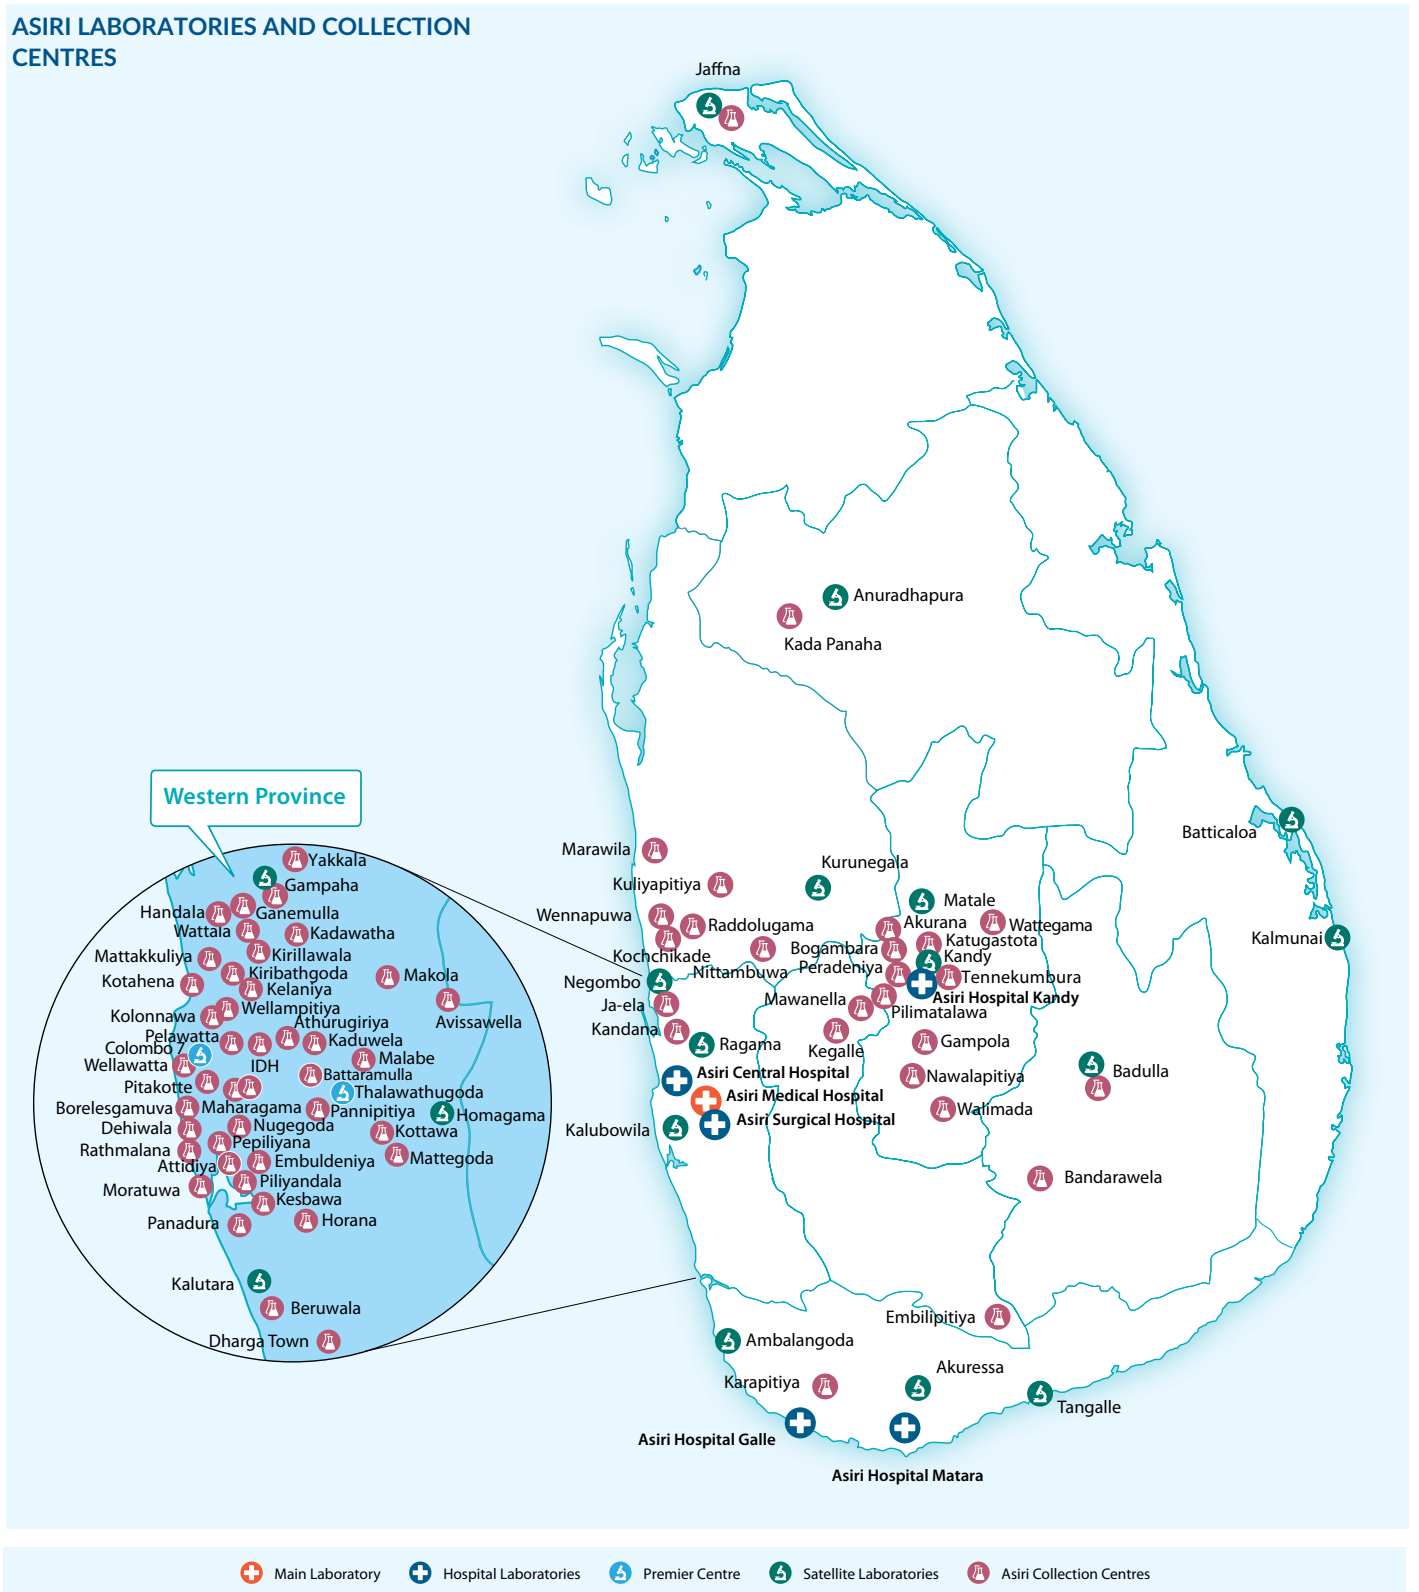 ASIRI LABORATORIES AND COLLECTION
CENTRES
Jaffna
Anuradhapura
Kada Panaha
Western Province
Batticaloa
Marawila
Kurunegala
Kuliyapitiya
Matale
Wennapuwa
Raddolugama
Akurana
Wattegama
Kochchikade
Bogambara
Katugastota
Kalmunai
Nittambuwa
Peradeniya
Kandy
Negombo
Tennekumbura
Ja-ela
Mawanella
Asiri Hospital Kandy
Pilimatalawa
Kandana
Ragama
Kegalle
Gampola
Asiri Central Hospital
Nawalapitiya
Badulla
Asiri Medical Hospital
Walimada
Kalubowila
Asiri Surgical Hospital
Bandarawela
Embilipitiya
Ambalangoda
Akuressa
Karapitiya
Tangalle
Asiri Hospital Galle
Asiri Hospital Matara
Yakkala
Gampaha
Handala
Ganemulla
Wattala
Kadawatha
Mattakkuliya
Kirillawala
Kiribathgoda
Makola
Kotahena
Kelaniya
Wellampitiya
Kolonnawa
Athurugiriya
Avissawella
Pelawatta
Kaduwela
Colombo 7
Malabe
Wellawatta
IDH
Battaramulla
Pitakotte
Thalawathugoda
Borelesgamuva
Maharagama
Pannipitiya
Homagama
Dehiwala
Nugegoda
Kottawa
Pepiliyana
Rathmalana
Attidiya
Embuldeniya
Mattegoda
Moratuwa
Piliyandala
Kesbawa
Panadura
Horana
Kalutara
Beruwala
Dharga Town
Main Laboratory
Hospital Laboratories
Premier Centre
Satellite Laboratories
Asiri Collection Centres